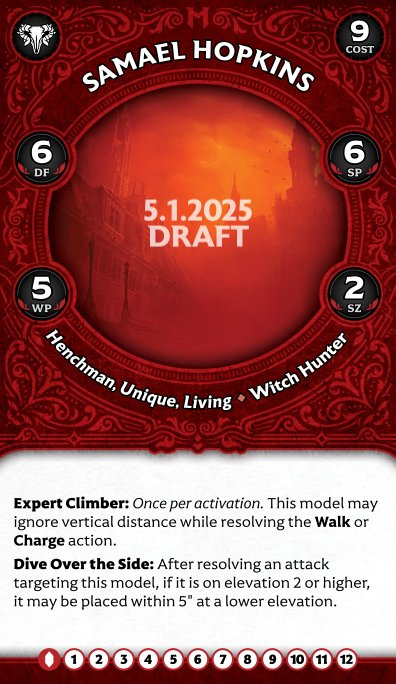 9
COST
SAMAEL HOPKINS
6
DF
6
SP
5.1.2025
DRAFT
5
WP
2
SZ
Henchman, Unique, Living ♦ Witch Hunter
Expert Climber: Once per activation. This model may
ignore vertical distance while resolving the Walk or
Charge action.
Dive Over the Side: After resolving an attack
targeting this model, if it is on elevation 2 or higher,
it may be placed within 5" at a lower elevation.
1 2 3 4 5 6 7 8 9 10 11 12